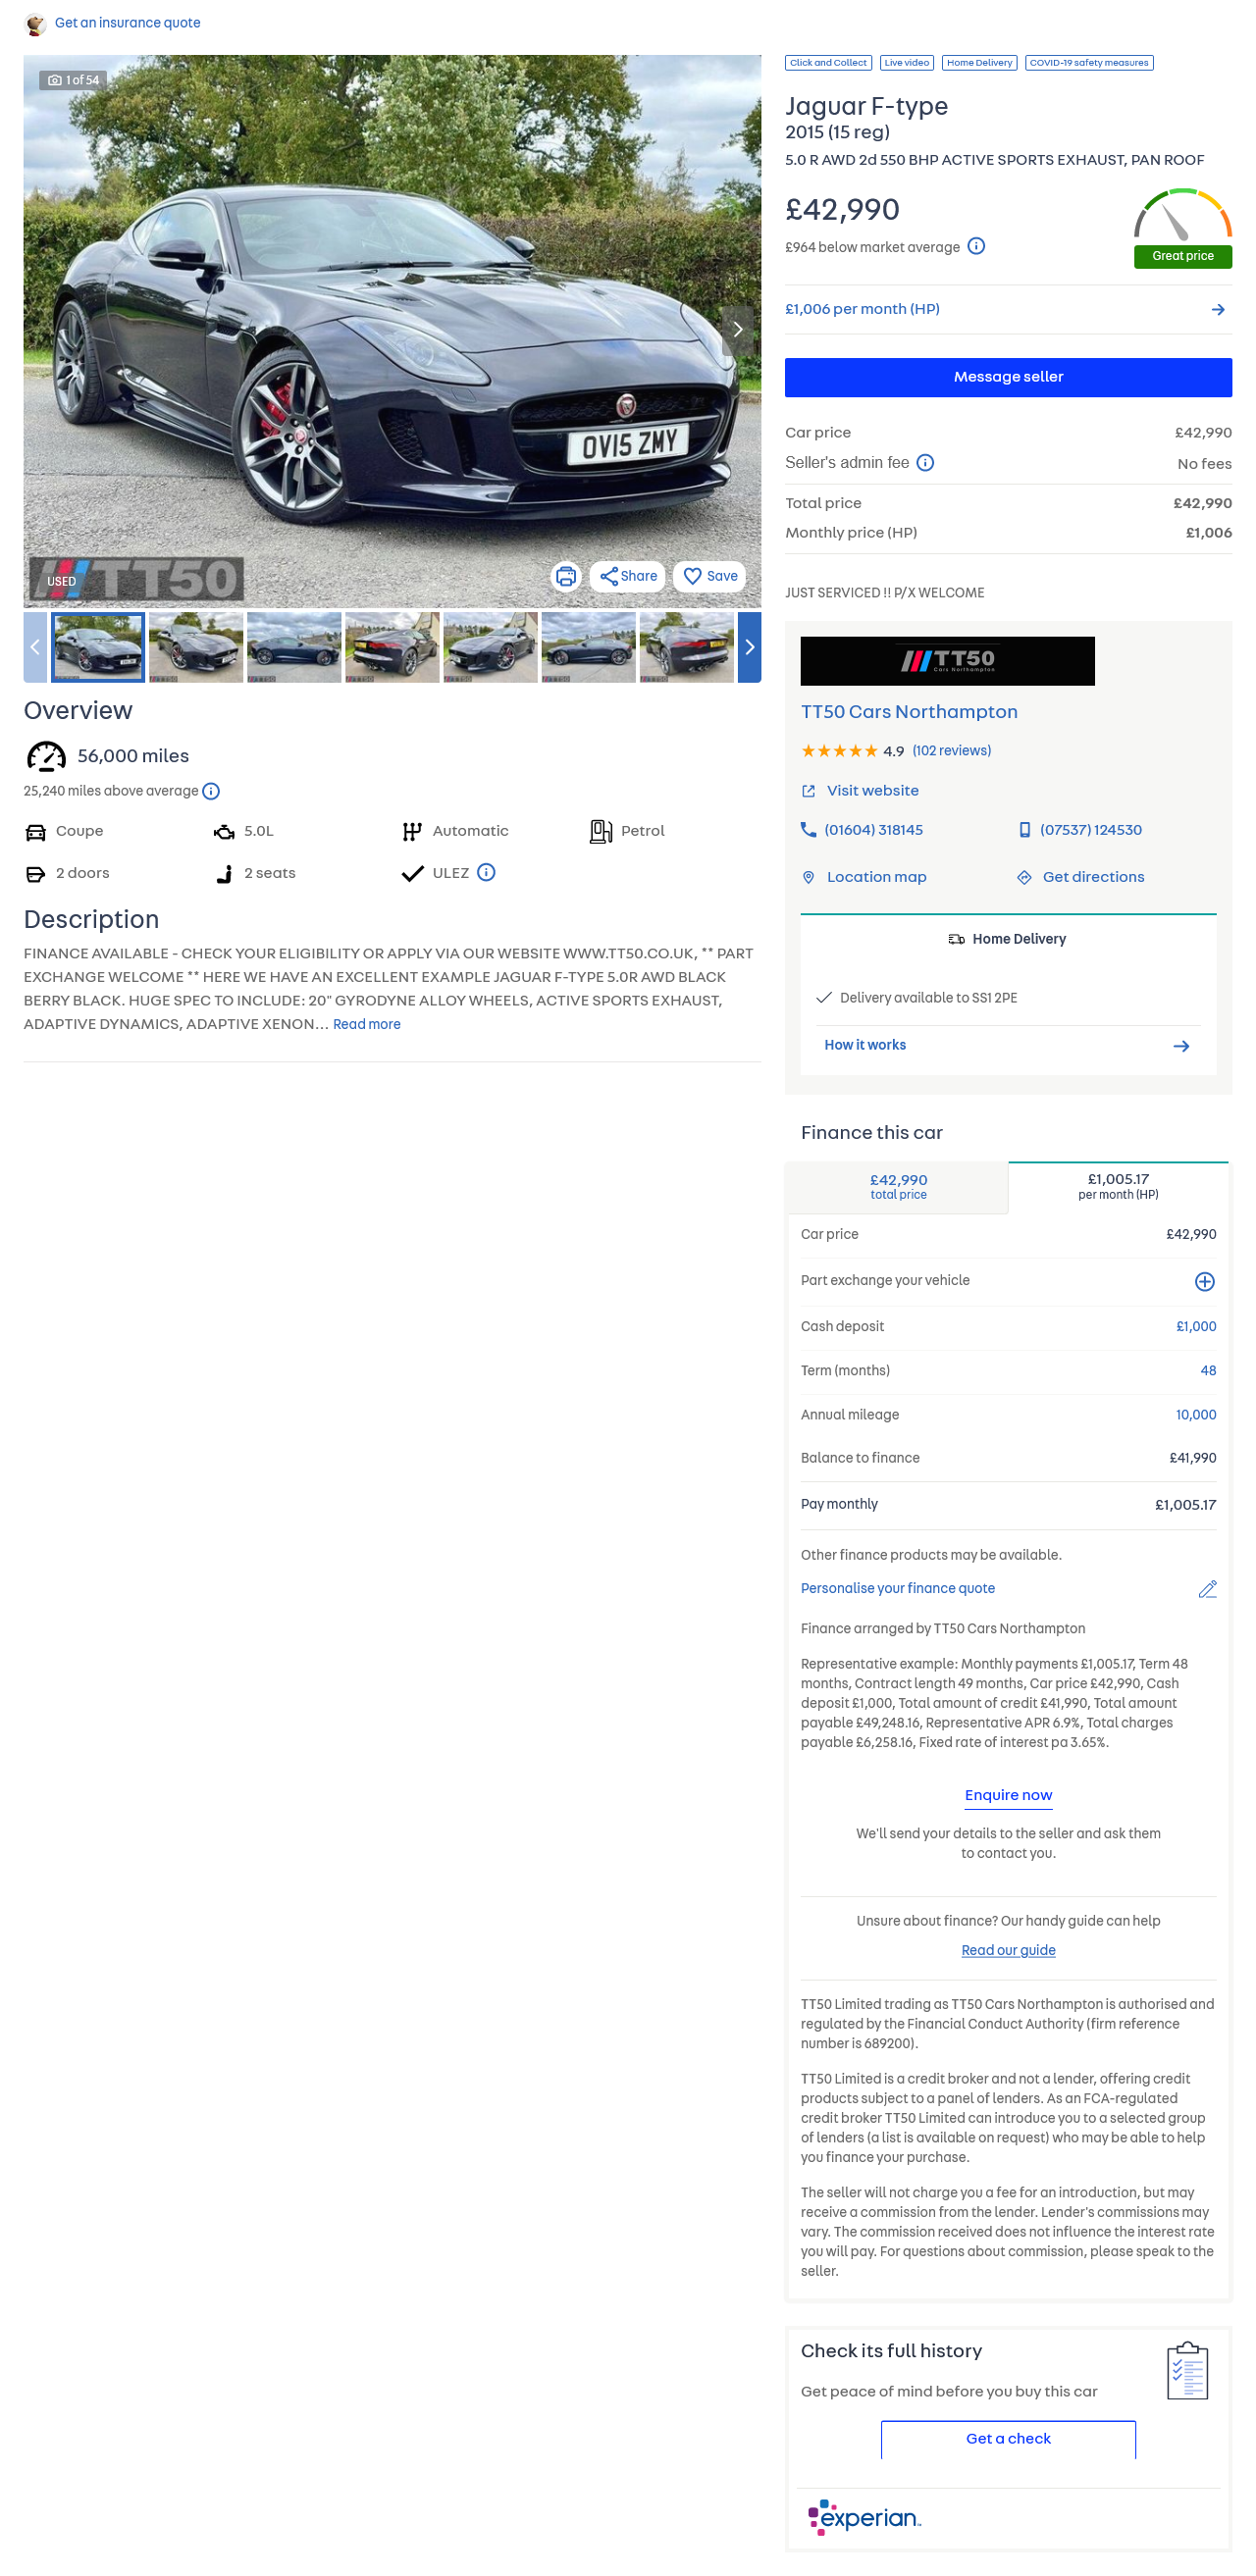 Get an insurance quote
1 of 54
OV15 ZMY
TT50
USED
Share
Save
Overview
56,000 miles
25,240 miles above average
Coupe
5.0L
Automatic
Petrol
2 doors
2 seats
ULEZ
Description
FINANCE AVAILABLE - CHECK YOUR ELIGIBILITY OR APPLY VIA OUR WEBSITE WWW.TT50.CO.UK, ** PART
EXCHANGE WELCOME ** HERE WE HAVE AN EXCELLENT EXAMPLE JAGUAR F-TYPE 5.0R AWD BLACK
BERRY BLACK. HUGE SPEC TO INCLUDE: 20" GYRODYNE ALLOY WHEELS, ACTIVE SPORTS EXHAUST,
ADAPTIVE DYNAMICS, ADAPTIVE XENON... Read more
Click and Collect
Live video
Home Delivery
COVID-19 safety measures
Jaguar F-type
2015 (15 reg)
5.0 R AWD 2d 550 BHP ACTIVE SPORTS EXHAUST, PAN ROOF
£42,990
£964 below market average
Great price
£1,006 per month (HP)
Message seller
Car price £42,990
Seller's admin fee No fees
Total price £42,990
Monthly price (HP) £1,006
JUST SERVICED !! P/X WELCOME
TT50
Cars Northampton
TT50 Cars Northampton
4.9 (102 reviews)
Visit website
(01604) 318145
(07537) 124530
Location map
Get directions
Home Delivery
Delivery available to SS1 2PE
How it works
Finance this car
£42,990
total price
£1,005.17
per month (HP)
Car price £42,990
Part exchange your vehicle
Cash deposit £1,000
Term (months) 48
Annual mileage 10,000
Balance to finance £41,990
Pay monthly £1,005.17
Other finance products may be available.
Personalise your finance quote
Finance arranged by TT50 Cars Northampton
Representative example: Monthly payments £1,005.17, Term 48
months, Contract length 49 months, Car price £42,990, Cash
deposit £1,000, Total amount of credit £41,990, Total amount
payable £49,248.16, Representative APR 6.9%, Total charges
payable £6,258.16, Fixed rate of interest pa 3.65%.
Enquire now
We'll send your details to the seller and ask them
to contact you.
Unsure about finance? Our handy guide can help
Read our guide
TT50 Limited trading as TT50 Cars Northampton is authorised and
regulated by the Financial Conduct Authority (firm reference
number is 689200).
TT50 Limited is a credit broker and not a lender, offering credit
products subject to a panel of lenders. As an FCA-regulated
credit broker TT50 Limited can introduce you to a selected group
of lenders (a list is available on request) who may be able to help
you finance your purchase.
The seller will not charge you a fee for an introduction, but may
receive a commission from the lender. Lender's commissions may
vary. The commission received does not influence the interest rate
you will pay. For questions about commission, please speak to the
seller.
Check its full history
Get peace of mind before you buy this car
Get a check
experian